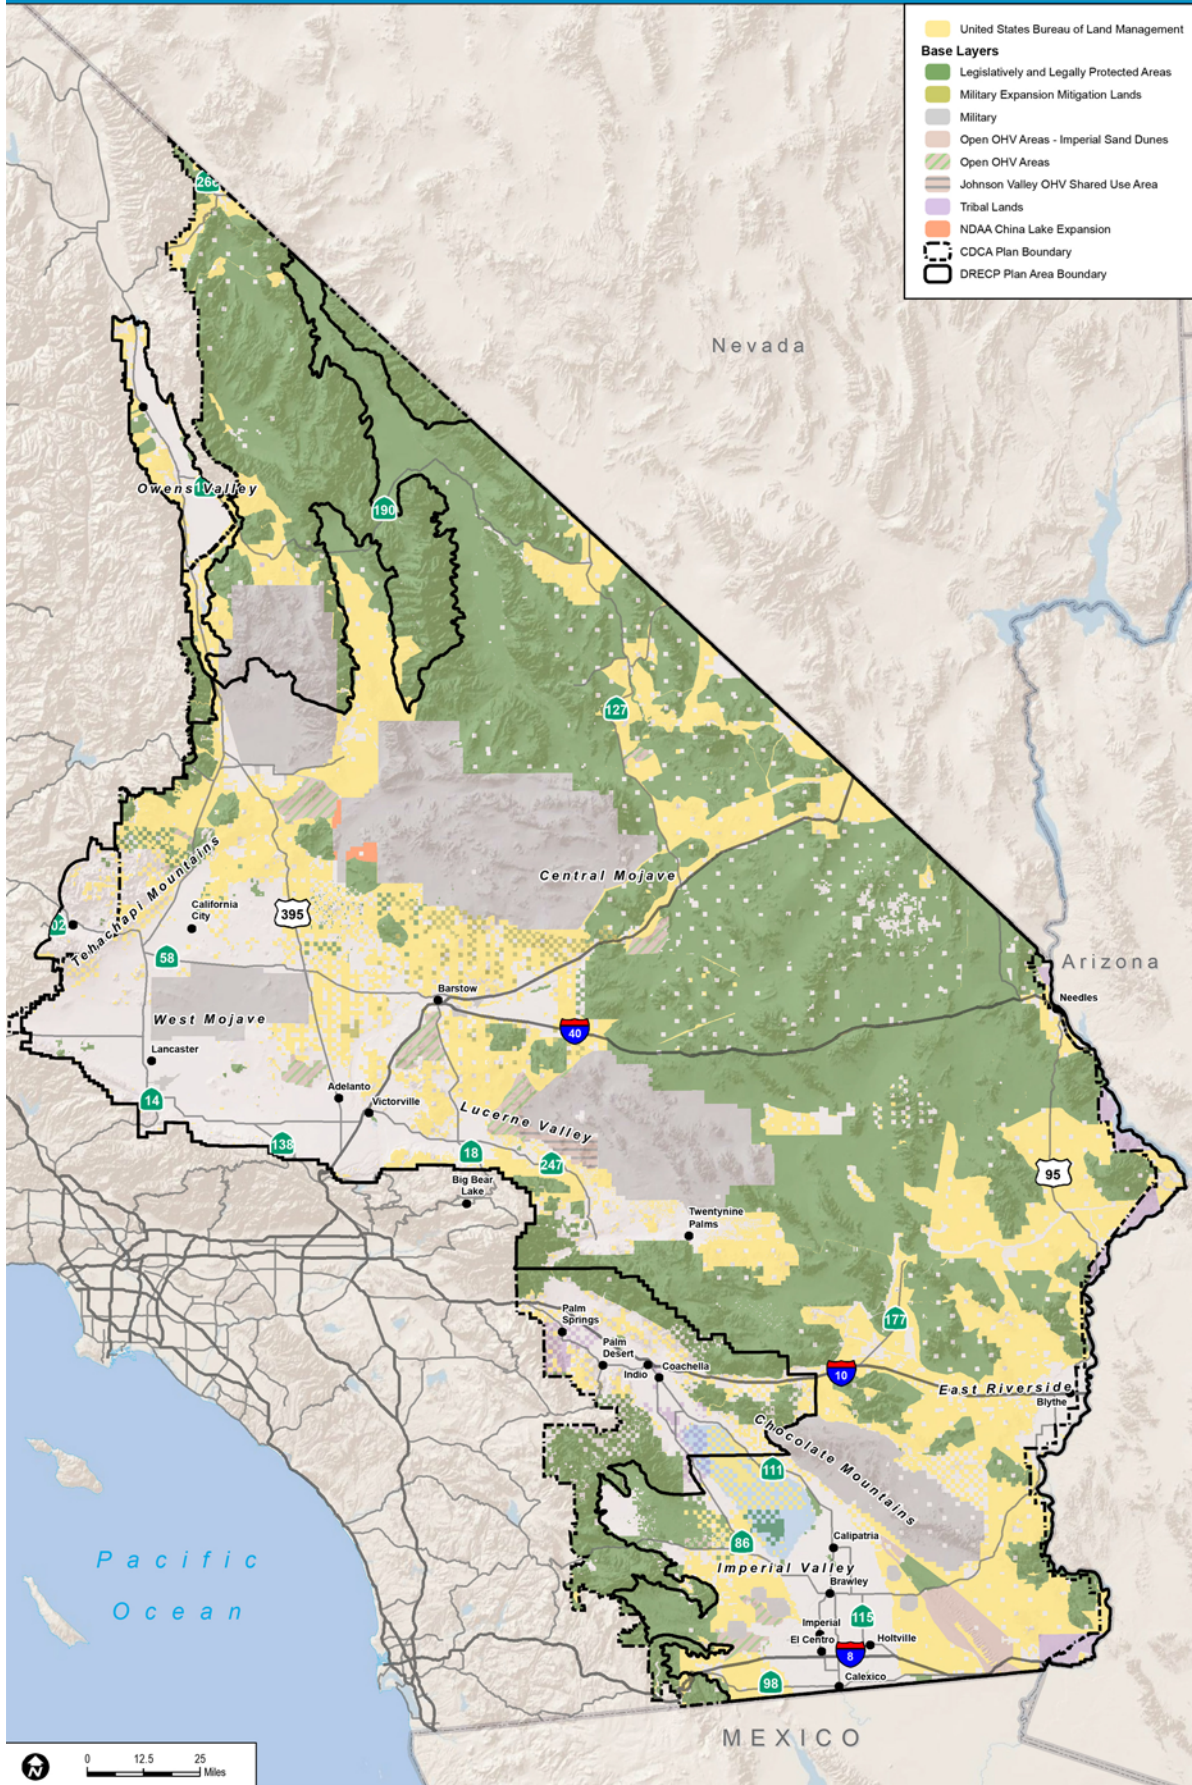 United States Bureau of Land Management
Base Layers
Legislatively and Legally Protected Areas
Military Expansion Mitigation Lands
Military
Open OHV Areas - Imperial Sand Dunes
Open OHV Areas
Johnson Valley OHV Shared Use Area
Tribal Lands
NDAA China Lake Expansion
CDCA Plan Boundary
DRECP Plan Area Boundary
Nevada
Owens Valley
190
127
Central Mojave
Tehachapi Mountains
California
City
395
58
Arizona
Barstow
Needles
West Mojave
40
Lancaster
Adelanto
Victorville
14
Lucerne Valley
138
18
247
95
Big Bear
Lake
Twentynine
Palms
Palm
Springs
177
Palm
Desert
Coachella
Indio
10
East Riverside
Blythe
Chocolate Mountains
111
86
Calipatria
Pacific
Ocean
Imperial Valley
Brawley
115
Imperial
El Centro
Holtville
8
98
Calexico
MEXICO
N
0 12.5 25
Miles